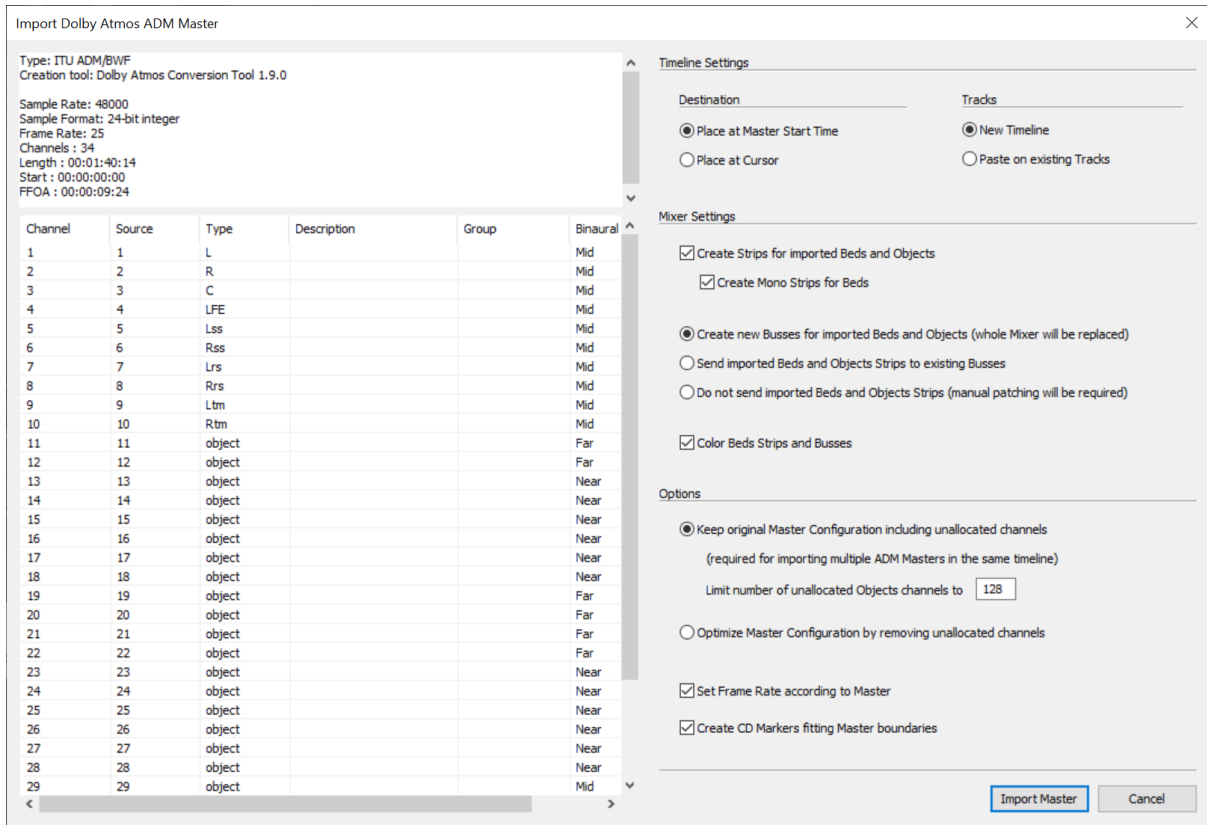 Import Dolby Atmos ADM Master
Type: ITU ADM/BWF
Creation tool: Dolby Atmos Conversion Tool 1.9.0
Sample Rate: 48000
Sample Format: 24-bit integer
Frame Rate: 25
Channels : 34
Length : 00:01:40:14
Start : 00:00:00:00
FFOA : 00:00:09:24
Channel Source Type Description Group Binaural
1 1 L Mid
2 2 R Mid
3 3 C Mid
4 4 LFE Mid
5 5 Lss Mid
6 6 Rss Mid
7 7 Lrs Mid
8 8 Rrs Mid
9 9 Ltm Mid
10 10 Rtm Mid
11 11 object Far
12 12 object Far
13 13 object Near
14 14 object Near
15 15 object Near
16 16 object Near
17 17 object Near
18 18 object Near
19 19 object Far
20 20 object Far
21 21 object Far
22 22 object Far
23 23 object Near
24 24 object Near
25 25 object Near
26 26 object Near
27 27 object Near
28 28 object Near
29 29 object Mid
Timeline Settings
Destination Tracks
Place at Master Start Time New Timeline
Place at Cursor Paste on existing Tracks
Mixer Settings
Create Strips for imported Beds and Objects
Create Mono Strips for Beds
Create new Busses for imported Beds and Objects (whole Mixer will be replaced)
Send imported Beds and Objects Strips to existing Busses
Do not send imported Beds and Objects Strips (manual patching will be required)
Color Beds Strips and Busses
Options
Keep original Master Configuration including unallocated channels
(required for importing multiple ADM Masters in the same timeline)
Limit number of unallocated Objects channels to 128
Optimize Master Configuration by removing unallocated channels
Set Frame Rate according to Master
Create CD Markers fitting Master boundaries
Import Master Cancel